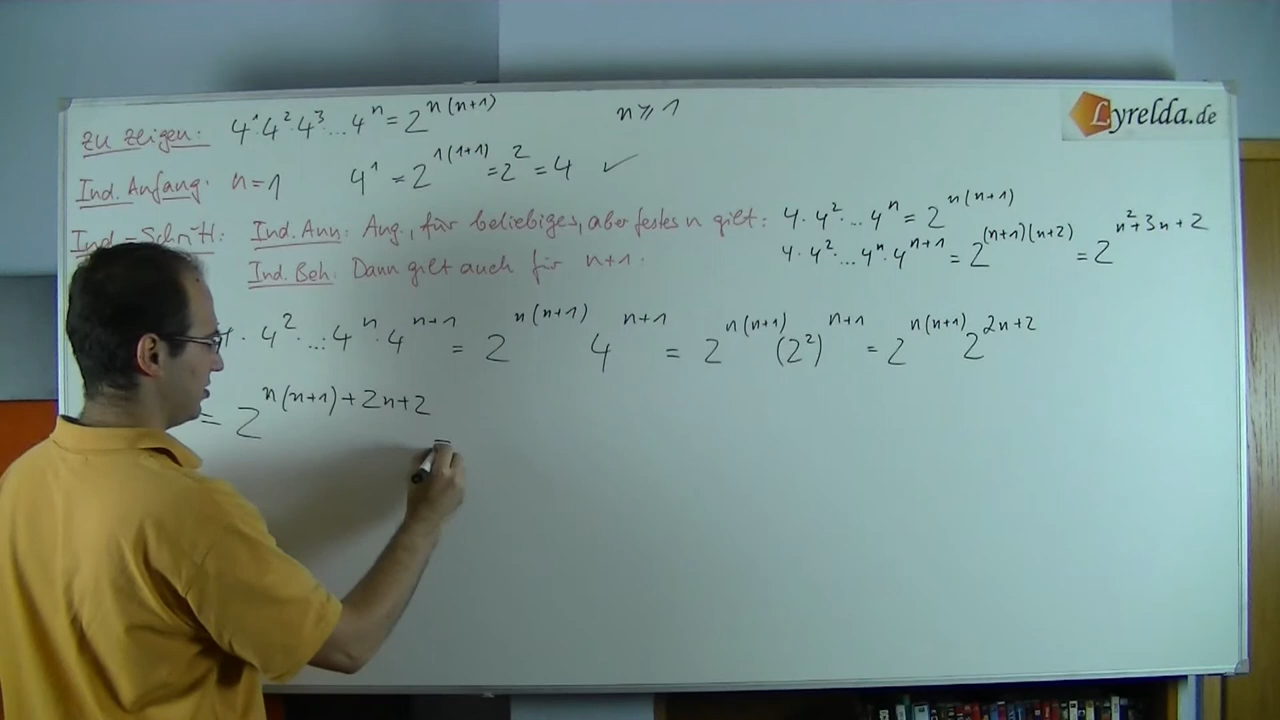 Lyrelda.de
Zu zeigen: 4¹·4²·4³·...4ⁿ = 2^{n(n+1)} n ≥ 1
Ind. Anfang: n=1 4¹ = 2^{1(1+1)} = 2² = 4 ✓
Ind.-Schritt: Ind. Ann: Ang., für beliebiges, aber festes n gilt: 4·4²·...4ⁿ = 2^{n(n+1)}
Ind. Beh: Dann gilt auch für n+1: 4·4²·...4ⁿ·4^{n+1} = 2^{(n+1)(n+2)} = 2^{n²+3n+2}
4·4²·...4ⁿ·4^{n+1} = 2^{n(n+1)} 4^{n+1} = 2^{n(n+1)} (2²)^{n+1} = 2^{n(n+1)} 2^{2n+2}
= 2^{n(n+1)+2n+2} =